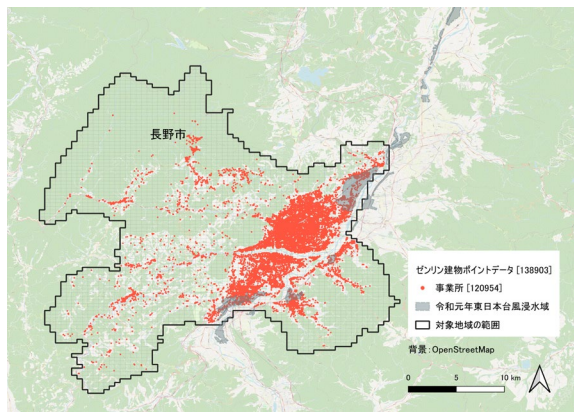 長野市
ゼンリン建物ポイントデータ [138903]
事業所 [120954]
令和元年東日本台風浸水域
対象地域の範囲
背景：OpenStreetMap
0 5 10 km